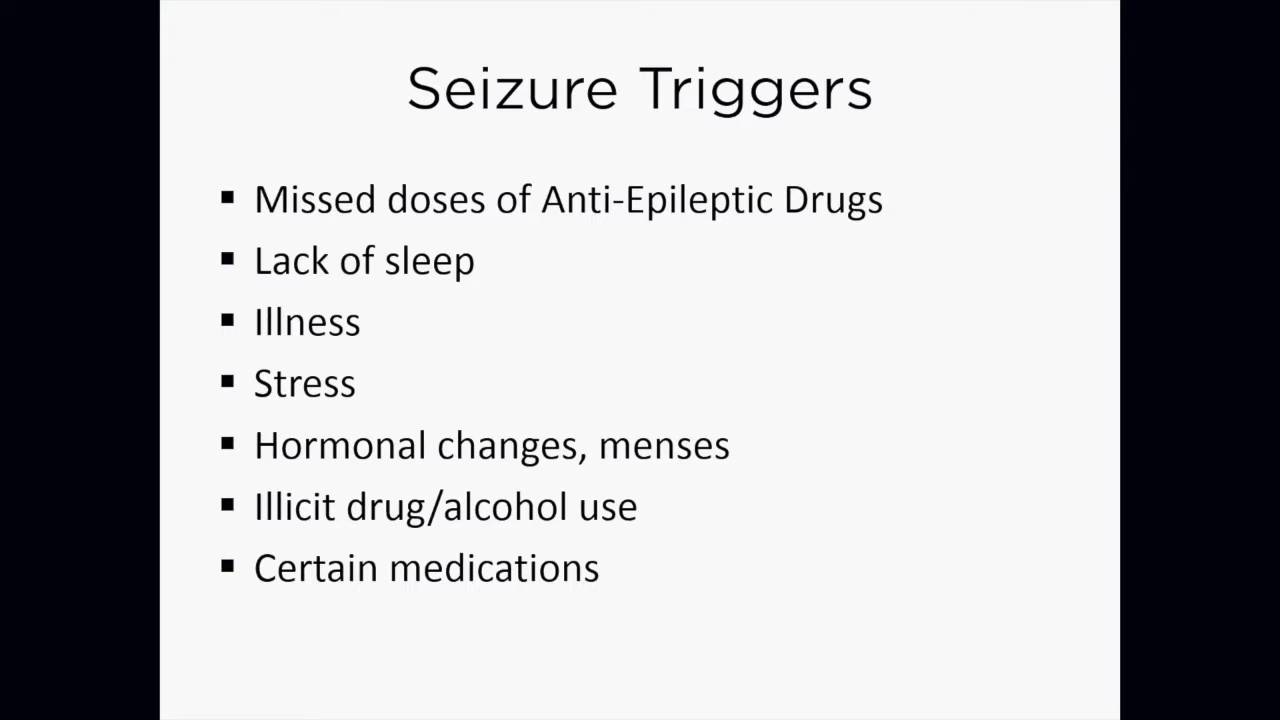 Seizure Triggers
▪ Missed doses of Anti-Epileptic Drugs
▪ Lack of sleep
▪ Illness
▪ Stress
▪ Hormonal changes, menses
▪ Illicit drug/alcohol use
▪ Certain medications